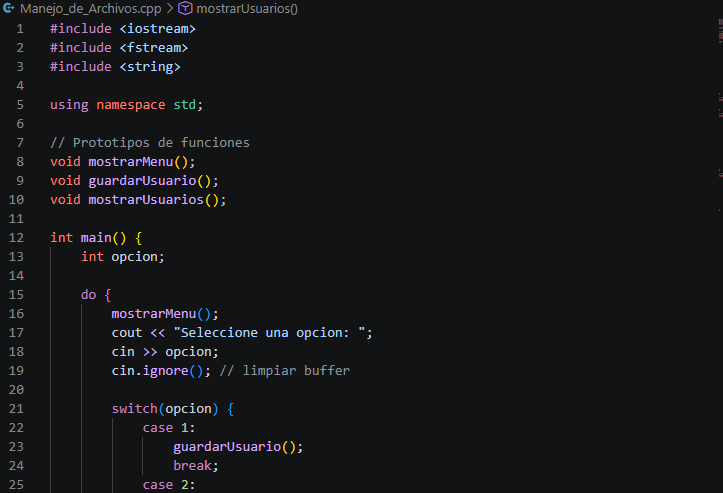 Manejo_de_Archivos.cpp > mostrarUsuarios()
1 #include <iostream>
2 #include <fstream>
3 #include <string>
4
5 using namespace std;
6
7 // Prototipos de funciones
8 void mostrarMenu();
9 void guardarUsuario();
10 void mostrarUsuarios();
11
12 int main() {
13     int opcion;
14
15     do {
16         mostrarMenu();
17         cout << "Seleccione una opcion: ";
18         cin >> opcion;
19         cin.ignore(); // limpiar buffer
20
21         switch(opcion) {
22             case 1:
23                 guardarUsuario();
24                 break;
25             case 2: